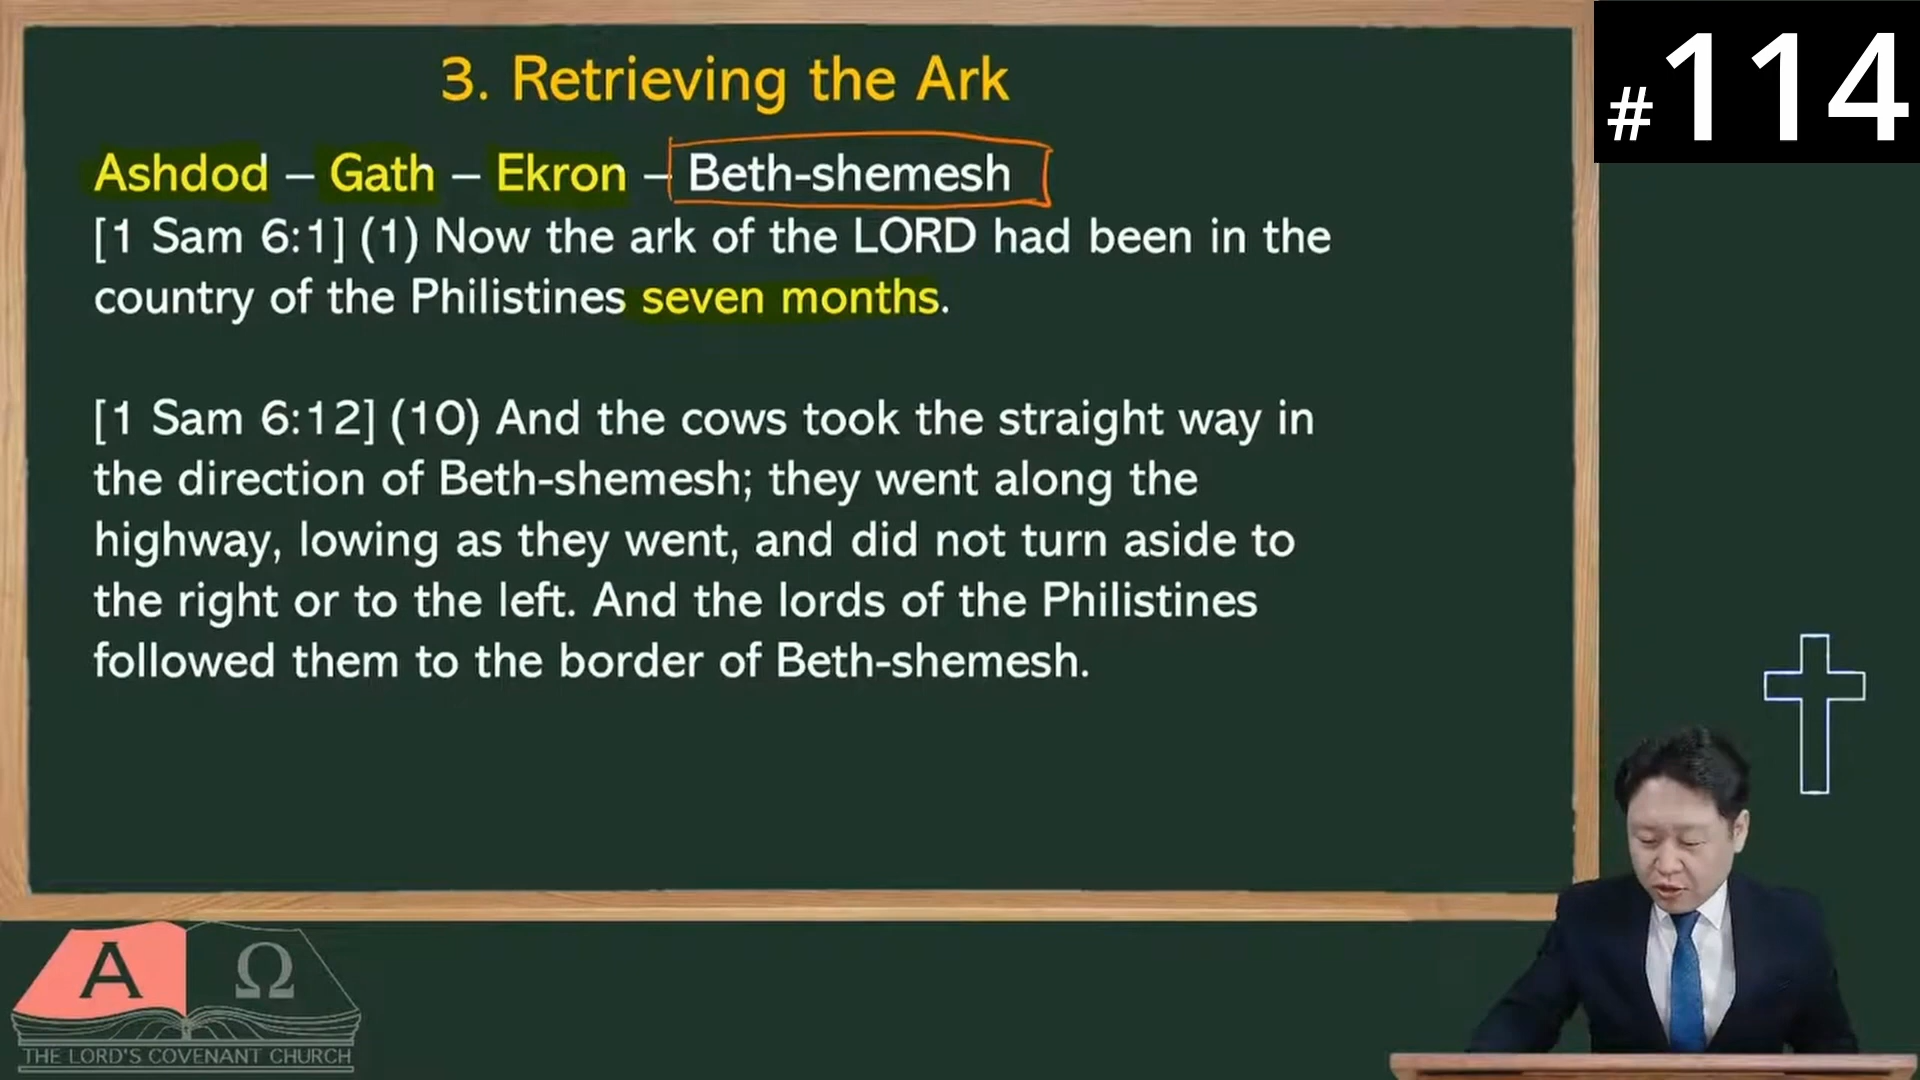 #114
3. Retrieving the Ark
Ashdod – Gath – Ekron – Beth-shemesh
[1 Sam 6:1] (1) Now the ark of the LORD had been in the
country of the Philistines seven months.
[1 Sam 6:12] (10) And the cows took the straight way in
the direction of Beth-shemesh; they went along the
highway, lowing as they went, and did not turn aside to
the right or to the left. And the lords of the Philistines
followed them to the border of Beth-shemesh.
Α Ω
THE LORD'S COVENANT CHURCH